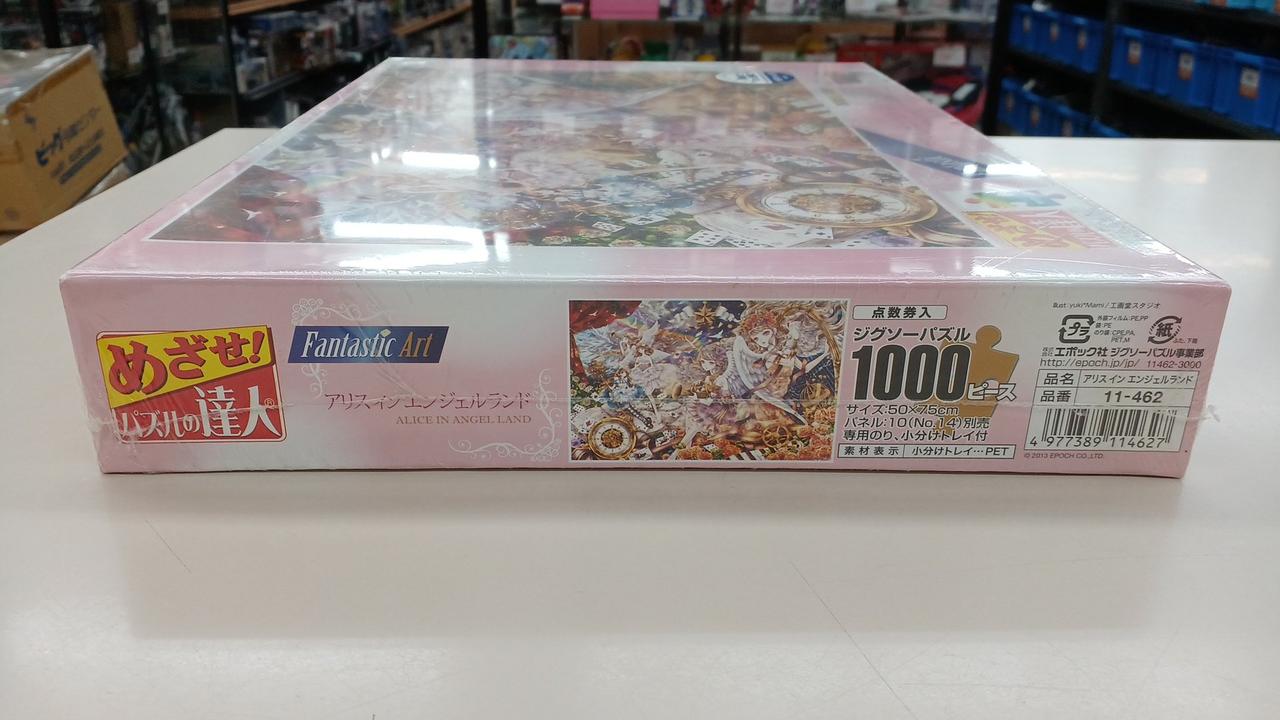 めざせ!
パズルの達人®
Fantastic Art
アリス イン エンジェルランド
ALICE IN ANGEL LAND
点数券入
ジグソーパズル
1000ピース
サイズ:50×75cm
パネル:10(No.14)別売
専用のり、小分けトレイ付
素材表示 小分けトレイ…PET
Illust:yuki*Mami/工画堂スタジオ
プラ
外装フィルム:PE,PP
袋:PE
のり袋:CPE,PA,
PET,M
紙
ふた、下箱
株式会社 エポック社 ジグソーパズル事業部
http://epoch.jp/jp/ 11462-3000
品名 アリス イン エンジェルランド
品番 11-462
4 977389 114627
© 2013 EPOCH CO.,LTD.